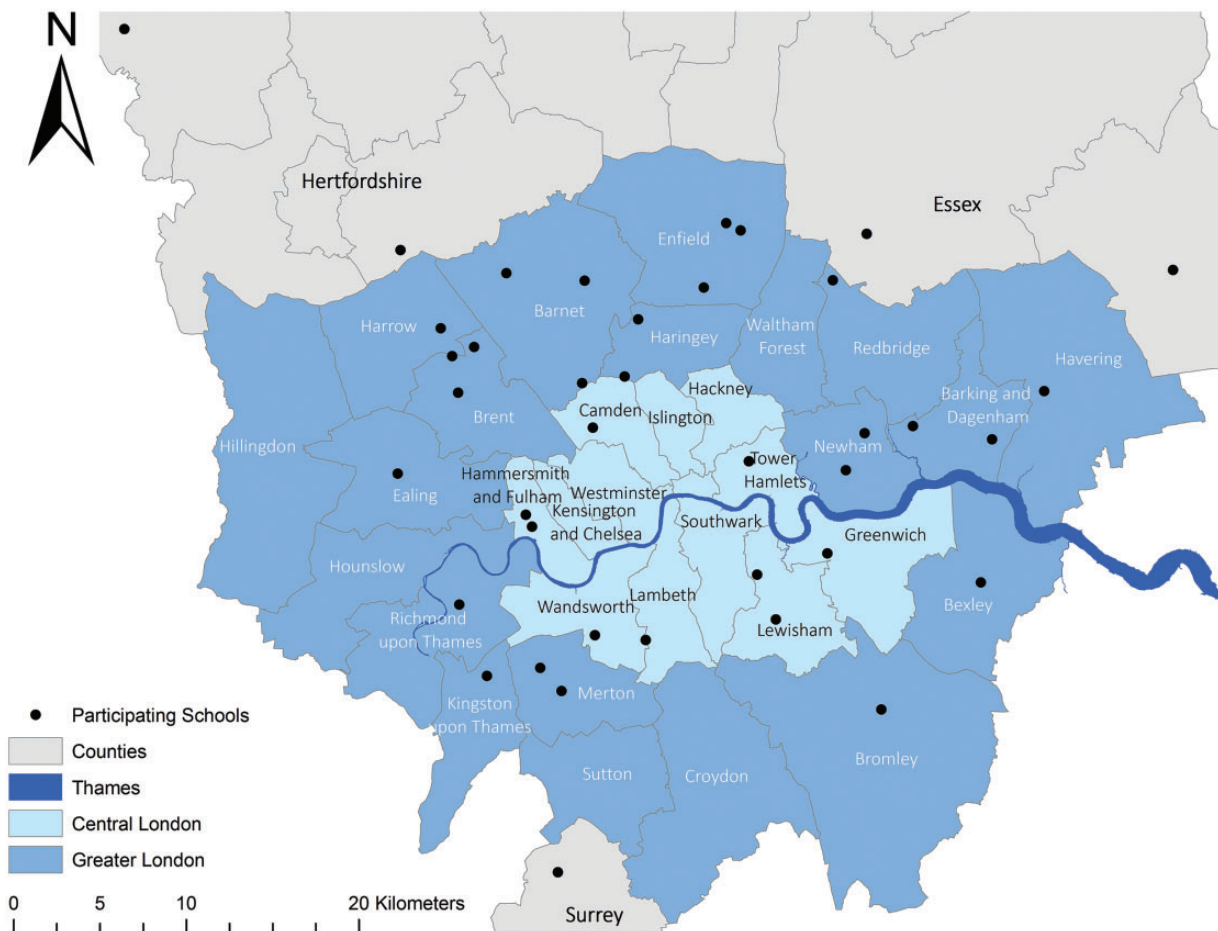 N
Hertfordshire
Essex
Enfield
Barnet
Harrow
Haringey
Waltham
Forest
Redbridge
Havering
Hackney
Barking and
Dagenham
Camden
Islington
Brent
Hillingdon
Newham
Tower
Hamlets
Ealing
Hammersmith
and Fulham
Westminster
Kensington
and Chelsea
Southwark
Greenwich
Hounslow
Lambeth
Wandsworth
Bexley
Richmond
upon Thames
Lewisham
Merton
Kingston
upon Thames
Bromley
Sutton
Croydon
Surrey
Participating Schools
Counties
Thames
Central London
Greater London
0 5 10 20 Kilometers